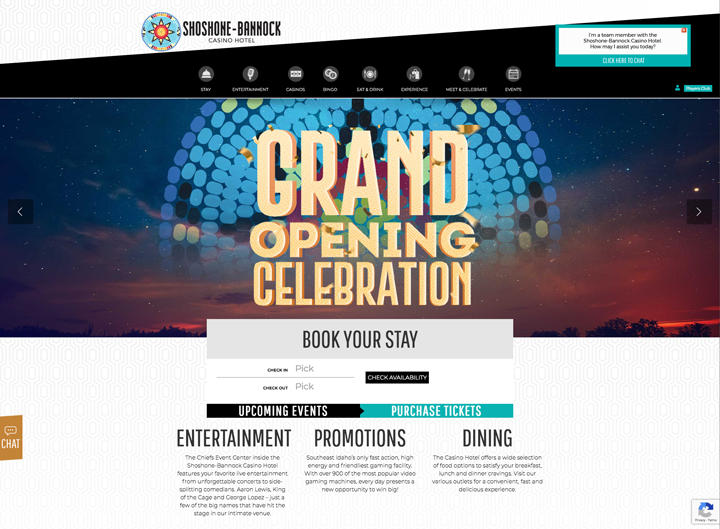 SHOSHONE-BANNOCK
CASINO HOTEL
I'm a team member with the
Shoshone-Bannock Casino Hotel.
How may I assist you today?
CLICK HERE TO CHAT
STAY
ENTERTAINMENT
CASINOS
BINGO
EAT & DRINK
EXPERIENCE
MEET & CELEBRATE
EVENTS
Players Club
GRAND
OPENING
CELEBRATION
BOOK YOUR STAY
CHECK IN Pick
CHECK OUT Pick
CHECK AVAILABILITY
UPCOMING EVENTS
PURCHASE TICKETS
CHAT
ENTERTAINMENT
The Chiefs Event Center inside the
Shoshone-Bannock Casino Hotel
features your favorite live entertainment
from unforgettable concerts to side-
splitting comedians. Aaron Lewis, King
of the Cage and George Lopez – just a
few of the big names that have hit the
stage in our intimate venue.
PROMOTIONS
Southeast Idaho's only fast action, high
energy and friendliest gaming facility.
With over 900 of the most popular video
gaming machines, every day presents a
new opportunity to win big!
DINING
The Casino Hotel offers a wide selection
of food options to satisfy your breakfast,
lunch and dinner cravings. Visit our
various outlets for a convenient, fast and
delicious experience.
Privacy - Terms